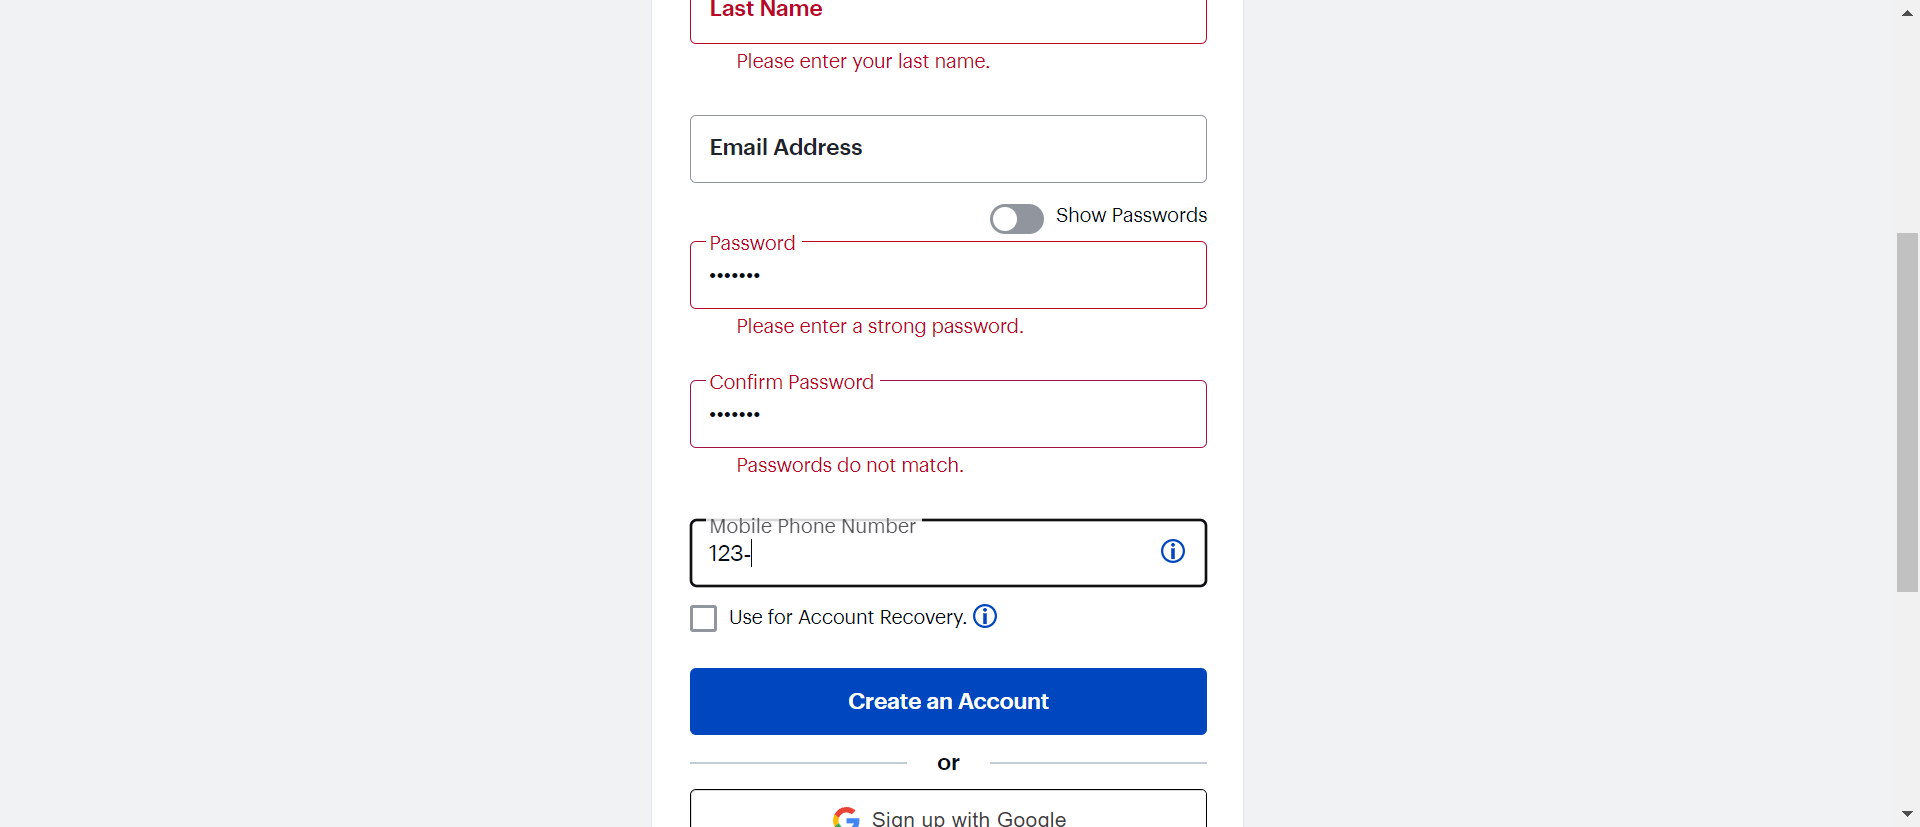 Last Name
Please enter your last name.
Email Address
Show Passwords
Password
•••••••
Please enter a strong password.
Confirm Password
•••••••
Passwords do not match.
Mobile Phone Number
123-
Use for Account Recovery.
Create an Account
or
Sign up with Google